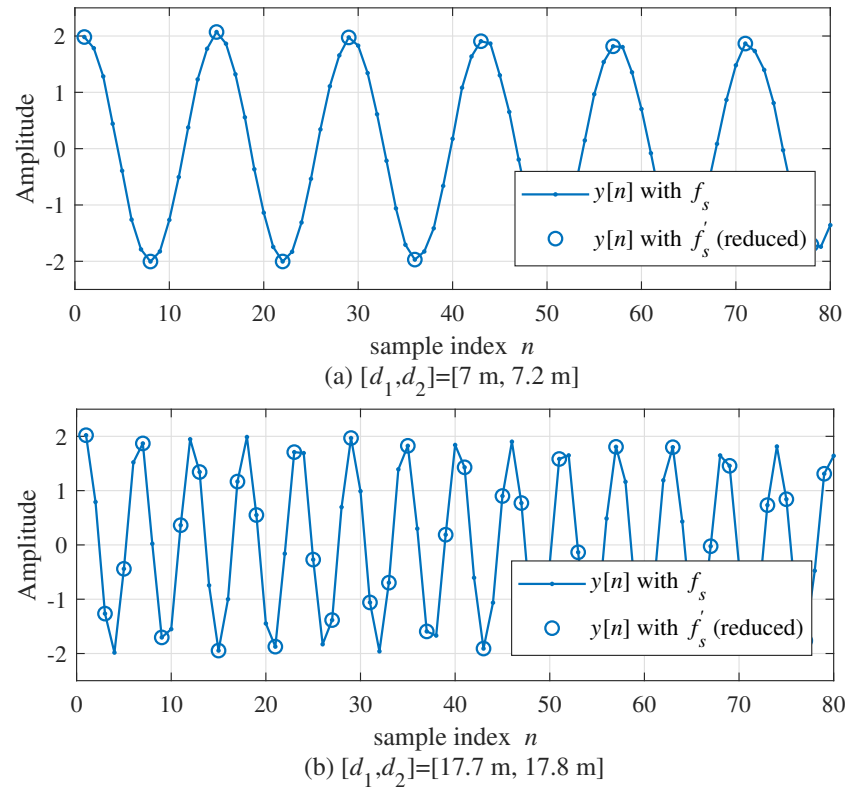 2
1
0
-1
-2
Amplitude
0 10 20 30 40 50 60 70 80
sample index n
y[n] with f_s
y[n] with f_s' (reduced)
(a) [d_1,d_2]=[7 m, 7.2 m]
2
1
0
-1
-2
Amplitude
0 10 20 30 40 50 60 70 80
sample index n
y[n] with f_s
y[n] with f_s' (reduced)
(b) [d_1,d_2]=[17.7 m, 17.8 m]